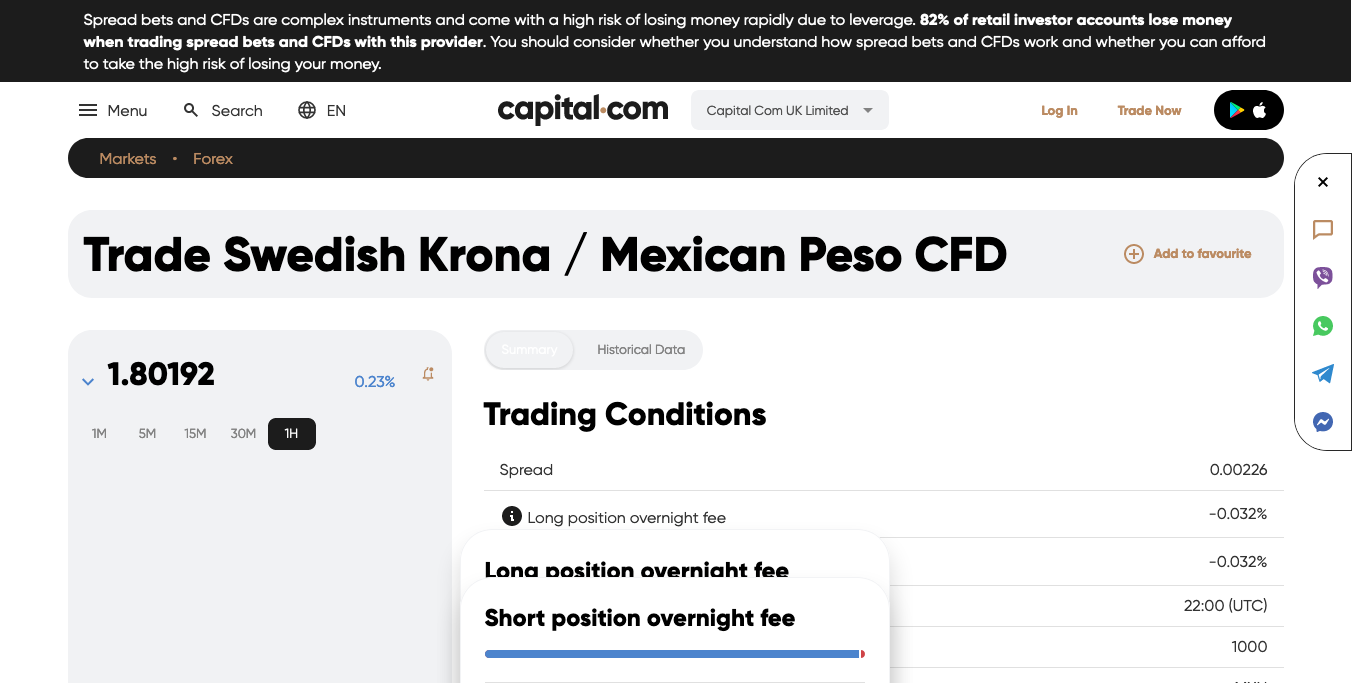 Spread bets and CFDs are complex instruments and come with a high risk of losing money rapidly due to leverage. 82% of retail investor accounts lose money
when trading spread bets and CFDs with this provider. You should consider whether you understand how spread bets and CFDs work and whether you can afford
to take the high risk of losing your money.
Menu Search EN capital.com Capital Com UK Limited Log In Trade Now
Markets • Forex
Trade Swedish Krona / Mexican Peso CFD Add to favourite
1.80192 0.23%
1M 5M 15M 30M 1H
Summary Historical Data
Trading Conditions
Spread 0.00226
Long position overnight fee -0.032%
Long position overnight fee
-0.032%
Short position overnight fee
22:00 (UTC)
1000